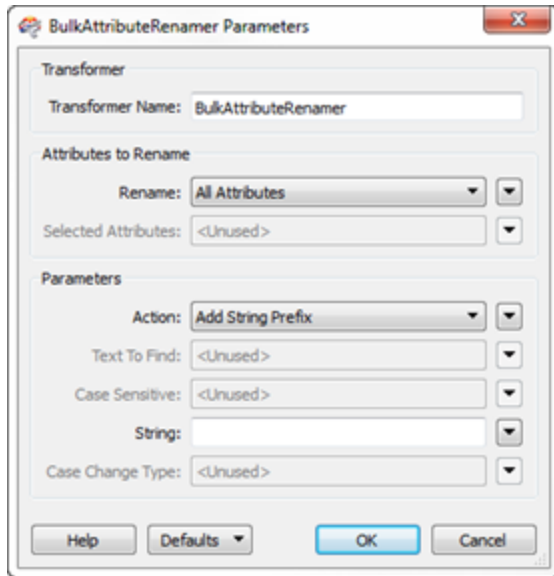 BulkAttributeRenamer Parameters
Transformer
Transformer Name: BulkAttributeRenamer
Attributes to Rename
Rename: All Attributes
Selected Attributes: <Unused>
Parameters
Action: Add String Prefix
Text To Find: <Unused>
Case Sensitive: <Unused>
String:
Case Change Type: <Unused>
Help Defaults OK Cancel